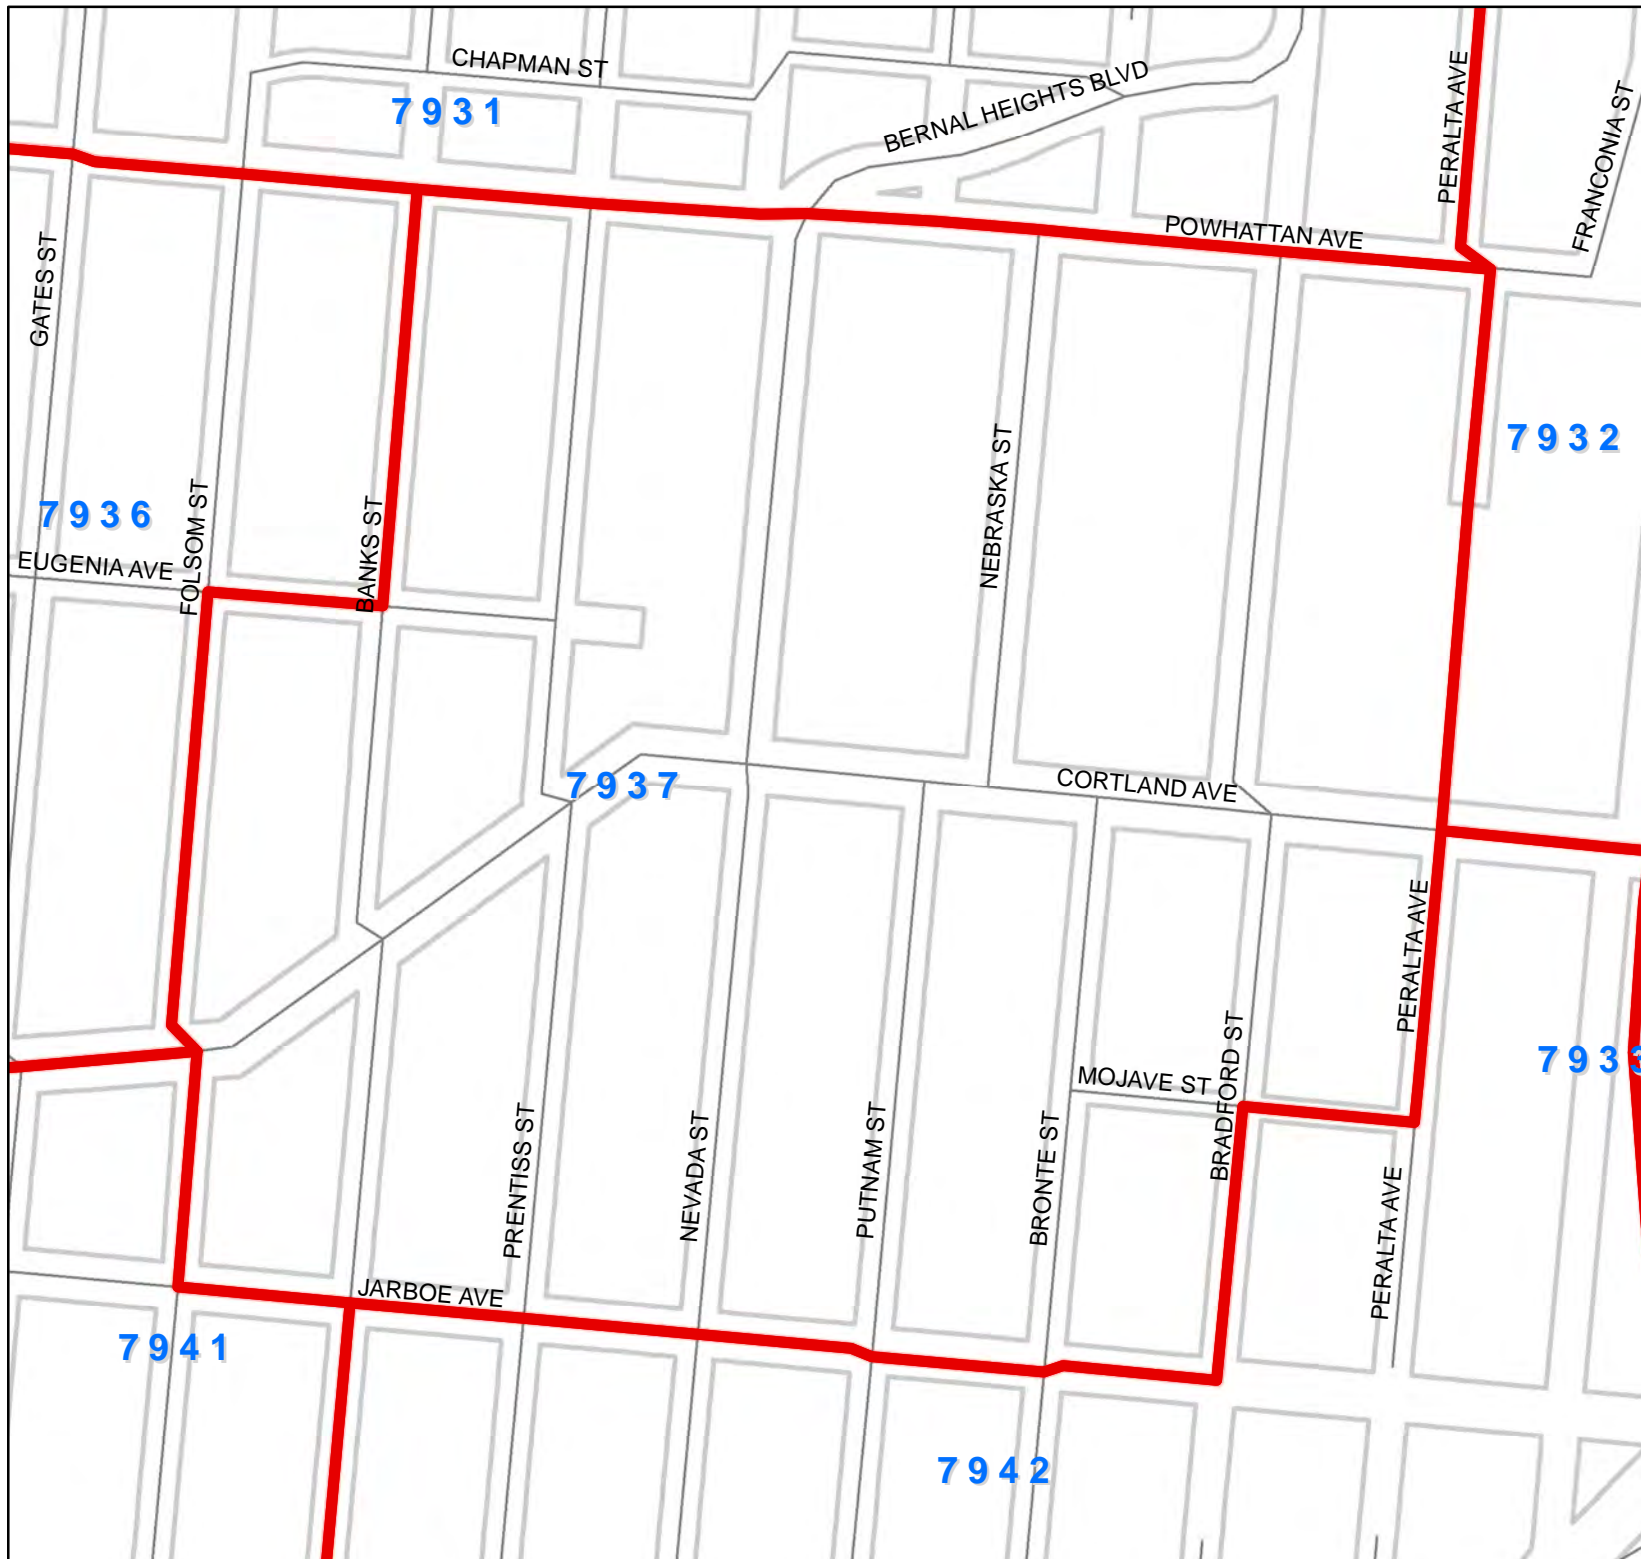 CHAPMAN ST
7931
BERNAL HEIGHTS BLVD
PERALTA AVE
FRANCONIA ST
POWHATTAN AVE
GATES ST
7932
NEBRASKA ST
7936
FOLSOM ST
BANKS ST
EUGENIA AVE
7937
CORTLAND AVE
PERALTA AVE
7933
MOJAVE ST
BRADFORD ST
PRENTISS ST
NEVADA ST
PUTNAM ST
BRONTE ST
PERALTA AVE
JARBOE AVE
7941
7942